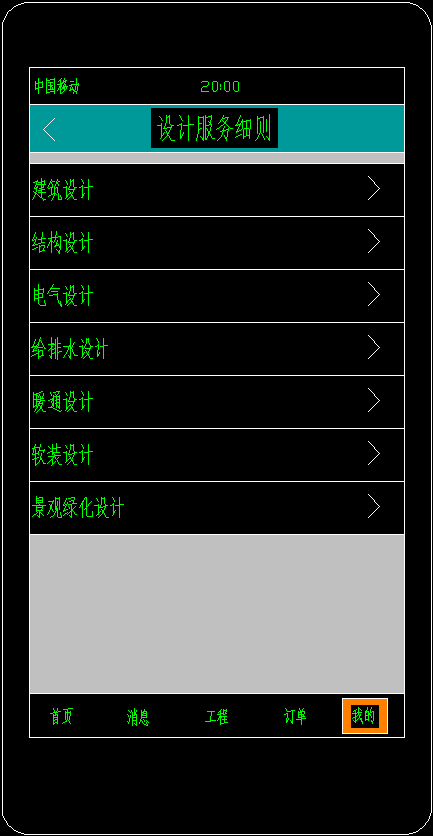 中国移动 20:00
设计服务细则
建筑设计
结构设计
电气设计
给排水设计
暖通设计
软装设计
景观绿化设计
首页 消息 工程 订单 我的